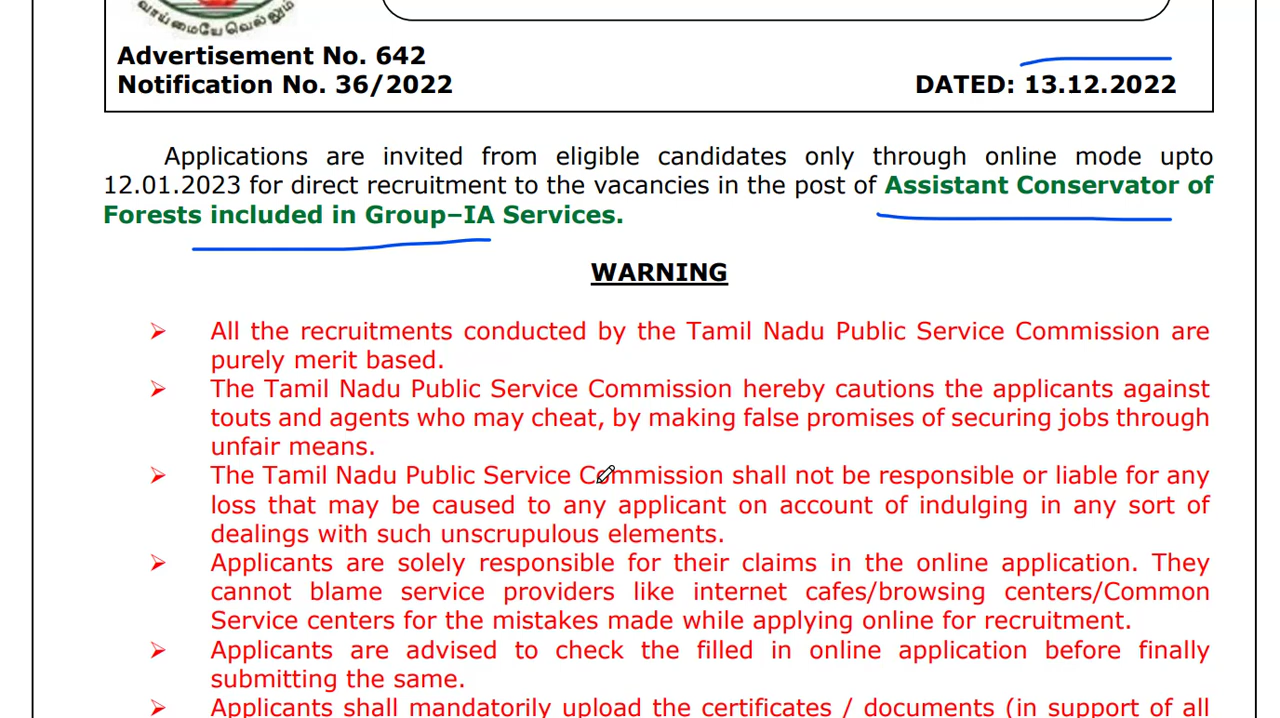 வாய்மையே வெல்லும்
Advertisement No. 642
Notification No. 36/2022 DATED: 13.12.2022
Applications are invited from eligible candidates only through online mode upto
12.01.2023 for direct recruitment to the vacancies in the post of Assistant Conservator of
Forests included in Group–IA Services.
WARNING
➢ All the recruitments conducted by the Tamil Nadu Public Service Commission are
purely merit based.
➢ The Tamil Nadu Public Service Commission hereby cautions the applicants against
touts and agents who may cheat, by making false promises of securing jobs through
unfair means.
➢ The Tamil Nadu Public Service Commission shall not be responsible or liable for any
loss that may be caused to any applicant on account of indulging in any sort of
dealings with such unscrupulous elements.
➢ Applicants are solely responsible for their claims in the online application. They
cannot blame service providers like internet cafes/browsing centers/Common
Service centers for the mistakes made while applying online for recruitment.
➢ Applicants are advised to check the filled in online application before finally
submitting the same.
➢ Applicants shall mandatorily upload the certificates / documents (in support of all